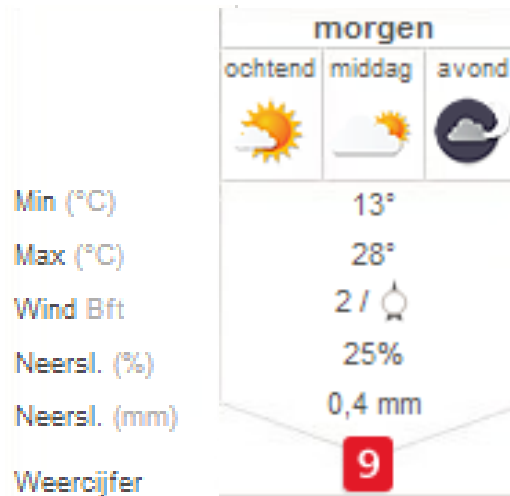 morgen
ochtend middag avond
Min (°C) 13°
Max (°C) 28°
Wind Bft 2 /
Neersl. (%) 25%
Neersl. (mm) 0,4 mm
Weercijfer 9